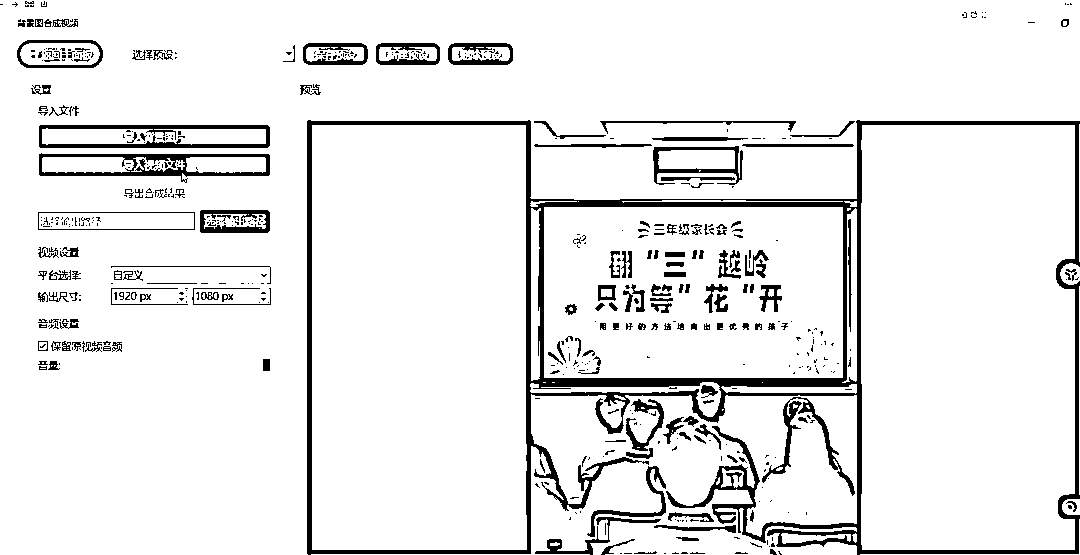 背景图合成视频
选择预设:
设置
预览
导入文件
导入背景图片
导入视频文件
导出合成结果
选择输出路径
视频设置
平台选择: 自定义
输出尺寸: 1920 px 1080 px
音频设置
保留原视频音频
音量:
三年级家长会
翻“三”越岭
只为等“花“开
用更好的方法培育出更优秀的孩子